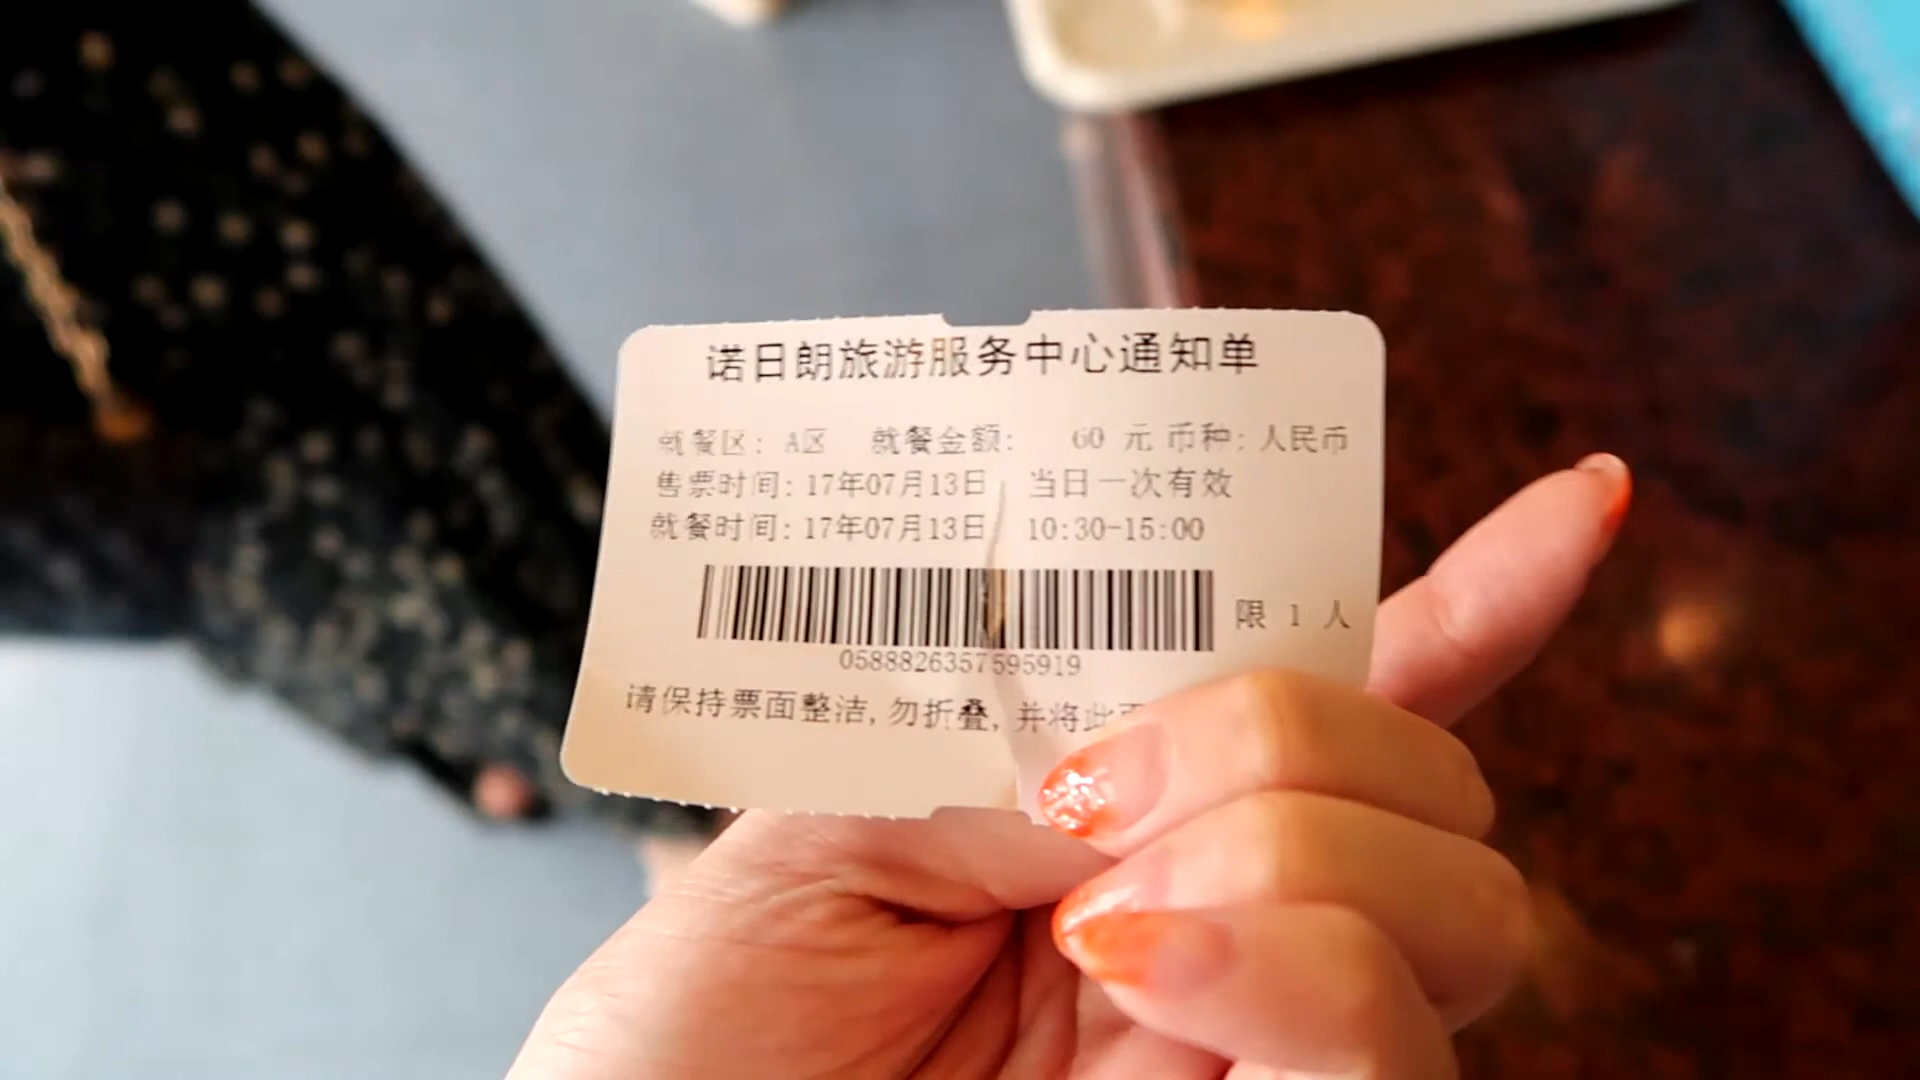 诺日朗旅游服务中心通知单
就餐区: A区 就餐金额: 60 元 币种: 人民币
售票时间: 17年07月13日 当日一次有效
就餐时间: 17年07月13日 10:30-15:00
限 1 人
0588826357595919
请保持票面整洁,勿折叠,并将此